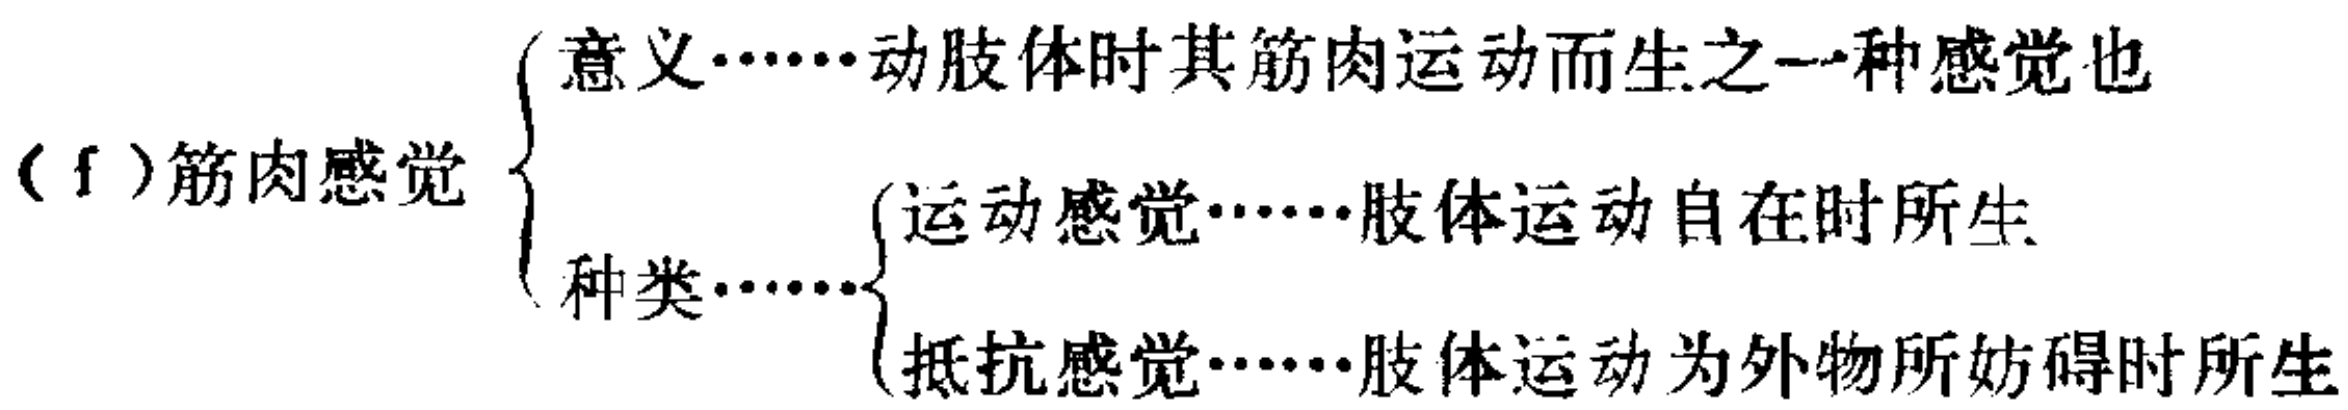 意义……动肢体时其筋肉运动而生之一种感觉也
(f)筋肉感觉
运动感觉……肢体运动自在时所生
种类……
抵抗感觉……肢体运动为外物所妨碍时所生